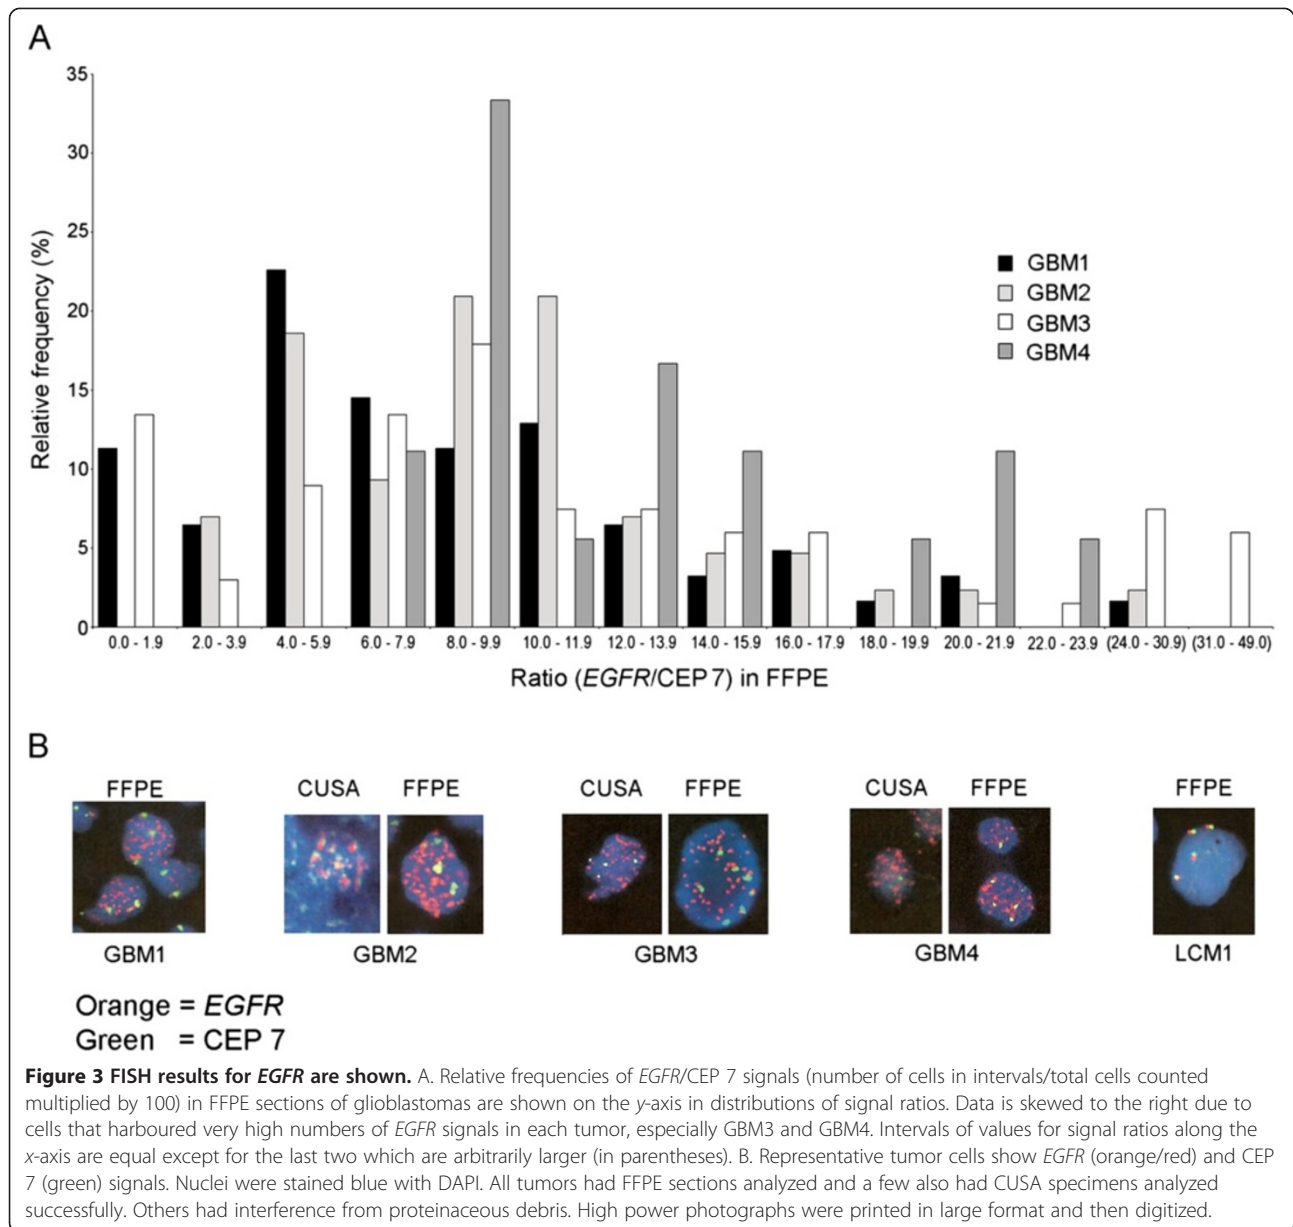 A
35
30
25
20
15
10
5
0
Relative frequency (%)
GBM1
GBM2
GBM3
GBM4
0.0 - 1.9 2.0 - 3.9 4.0 - 5.9 6.0 - 7.9 8.0 - 9.9 10.0 - 11.9 12.0 - 13.9 14.0 - 15.9 16.0 - 17.9 18.0 - 19.9 20.0 - 21.9 22.0 - 23.9 (24.0 - 30.9) (31.0 - 49.0)
Ratio (EGFR/CEP 7) in FFPE
B
FFPE CUSA FFPE CUSA FFPE CUSA FFPE FFPE
GBM1 GBM2 GBM3 GBM4 LCM1
Orange = EGFR
Green = CEP 7
Figure 3 FISH results for EGFR are shown. A. Relative frequencies of EGFR/CEP 7 signals (number of cells in intervals/total cells counted
multiplied by 100) in FFPE sections of glioblastomas are shown on the y-axis in distributions of signal ratios. Data is skewed to the right due to
cells that harboured very high numbers of EGFR signals in each tumor, especially GBM3 and GBM4. Intervals of values for signal ratios along the
x-axis are equal except for the last two which are arbitrarily larger (in parentheses). B. Representative tumor cells show EGFR (orange/red) and CEP
7 (green) signals. Nuclei were stained blue with DAPI. All tumors had FFPE sections analyzed and a few also had CUSA specimens analyzed
successfully. Others had interference from proteinaceous debris. High power photographs were printed in large format and then digitized.